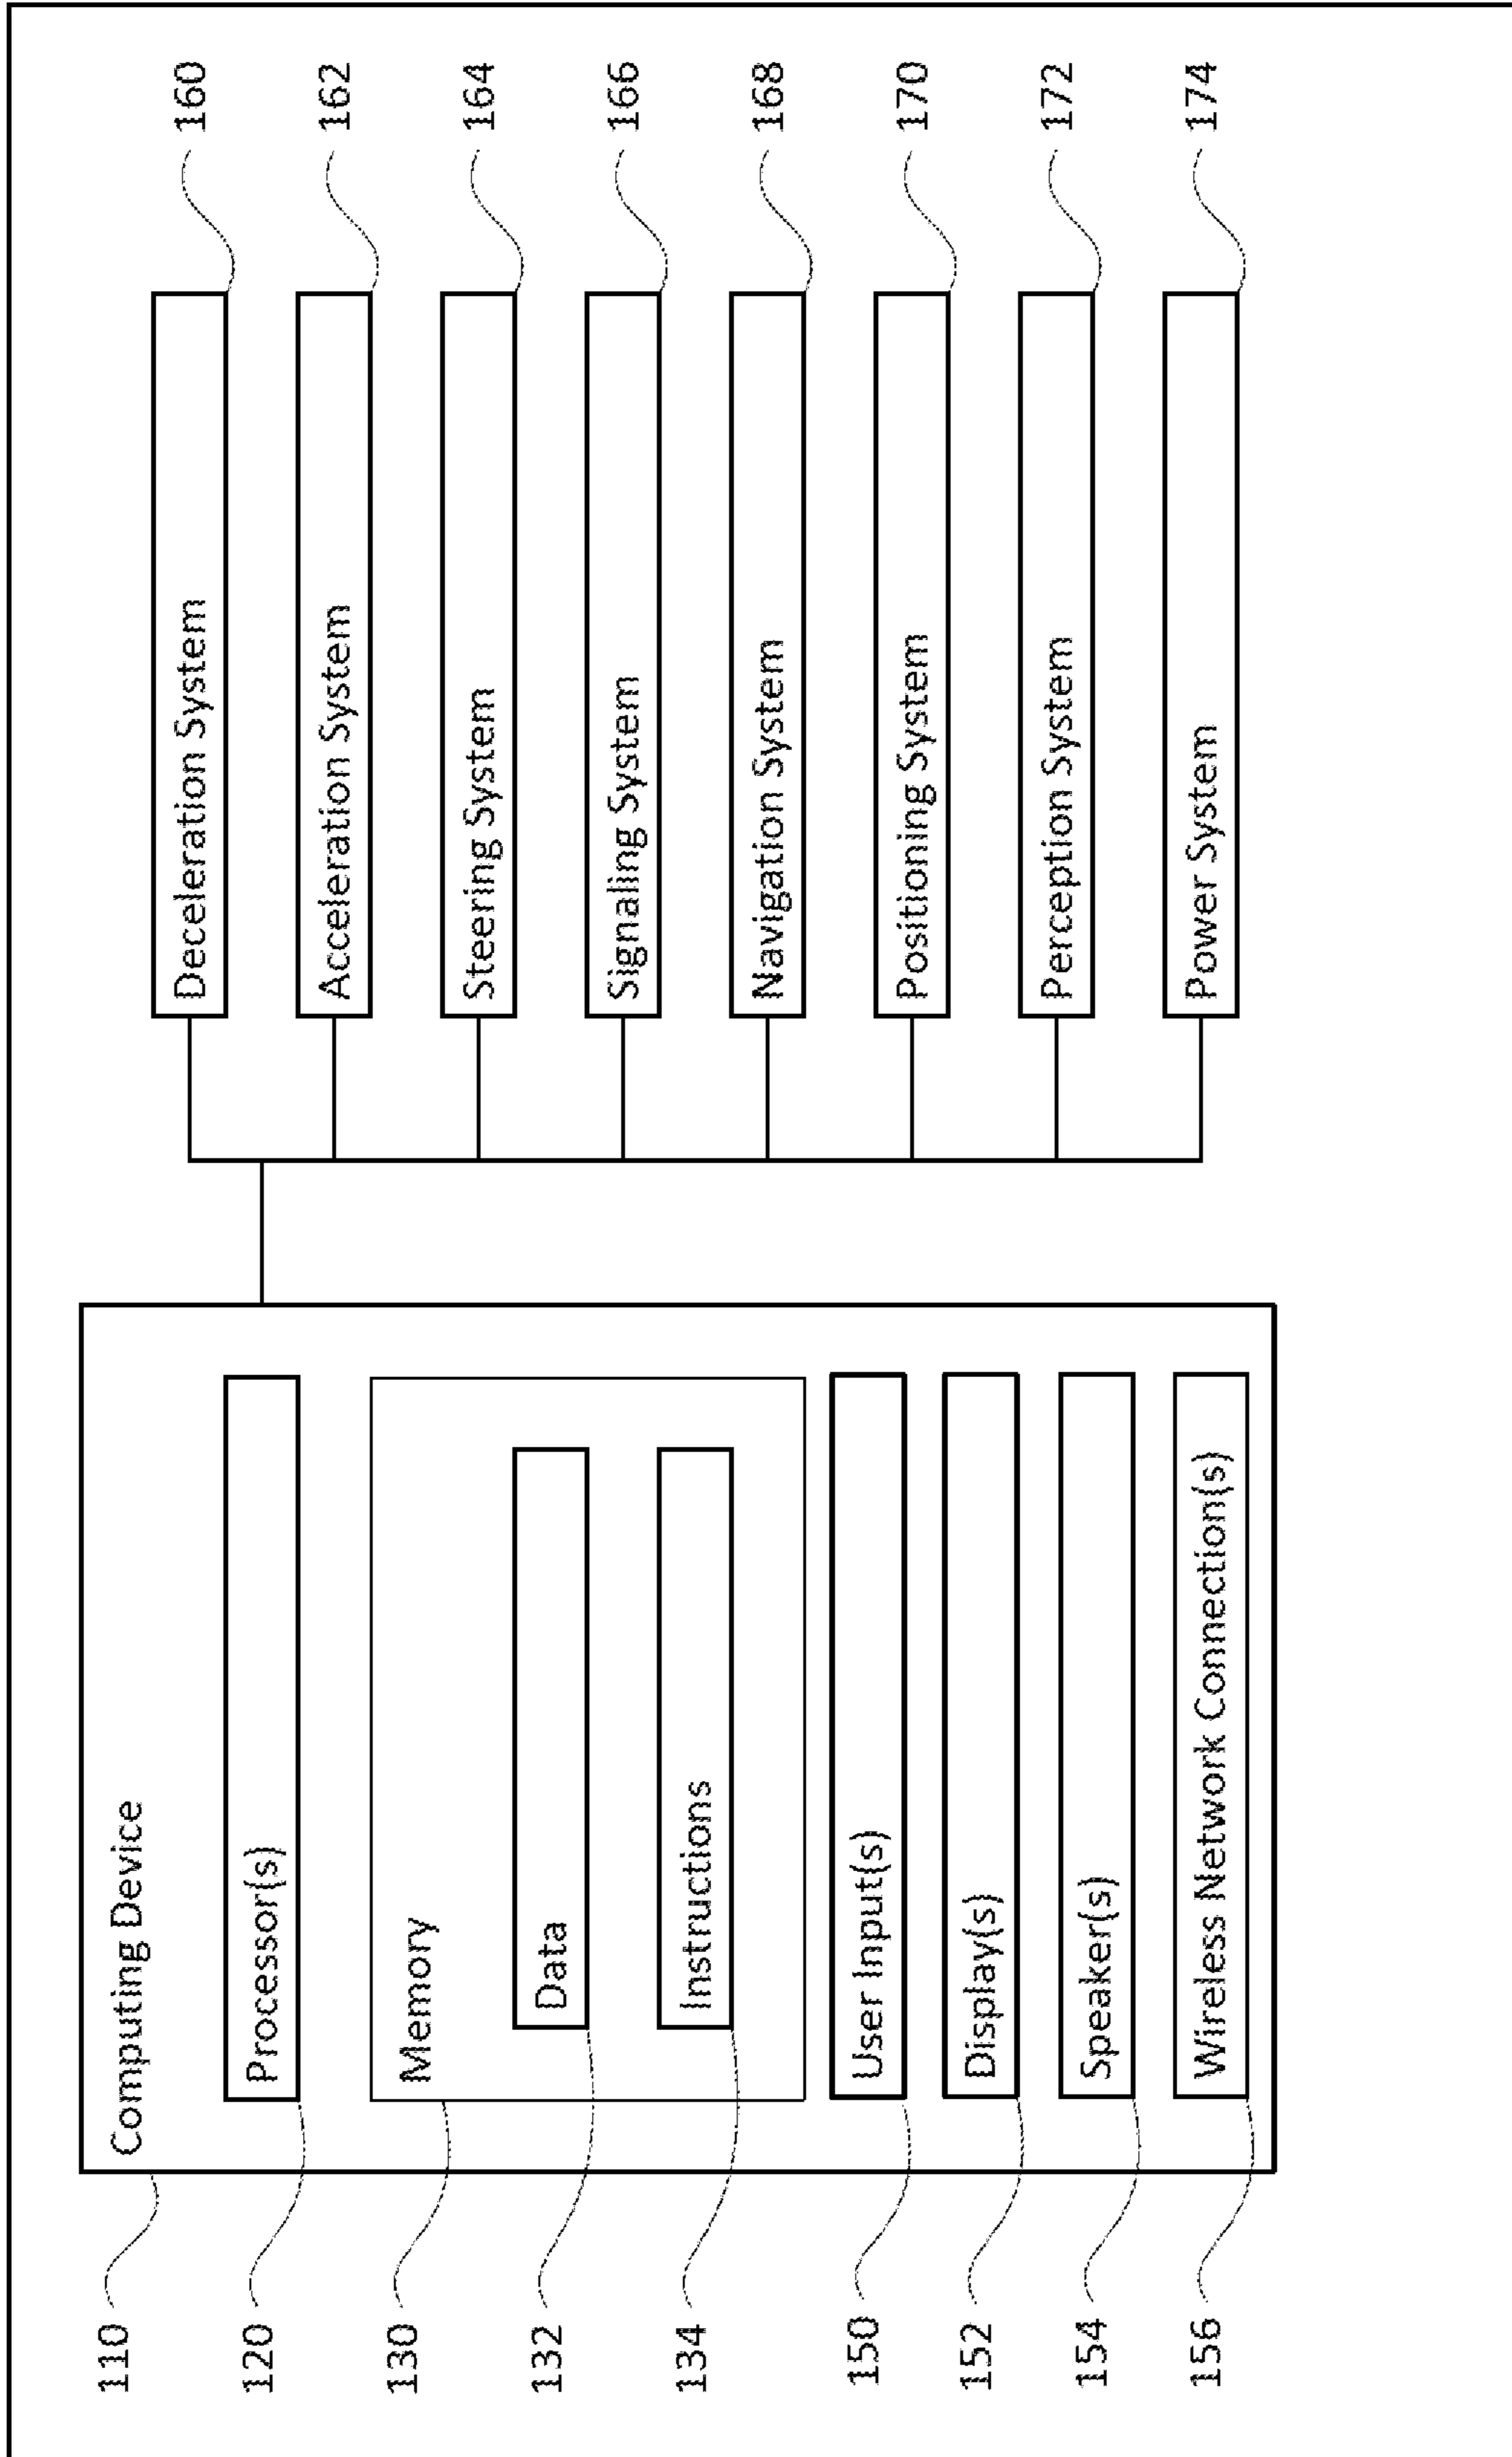 110
Computing Device
120
Processor(s)
130
Memory
132
Data
134
Instructions
150
User Input(s)
152
Display(s)
154
Speaker(s)
156
Wireless Network Connection(s)
Deceleration System
160
Acceleration System
162
Steering System
164
Signaling System
166
Navigation System
168
Positioning System
170
Perception System
172
Power System
174